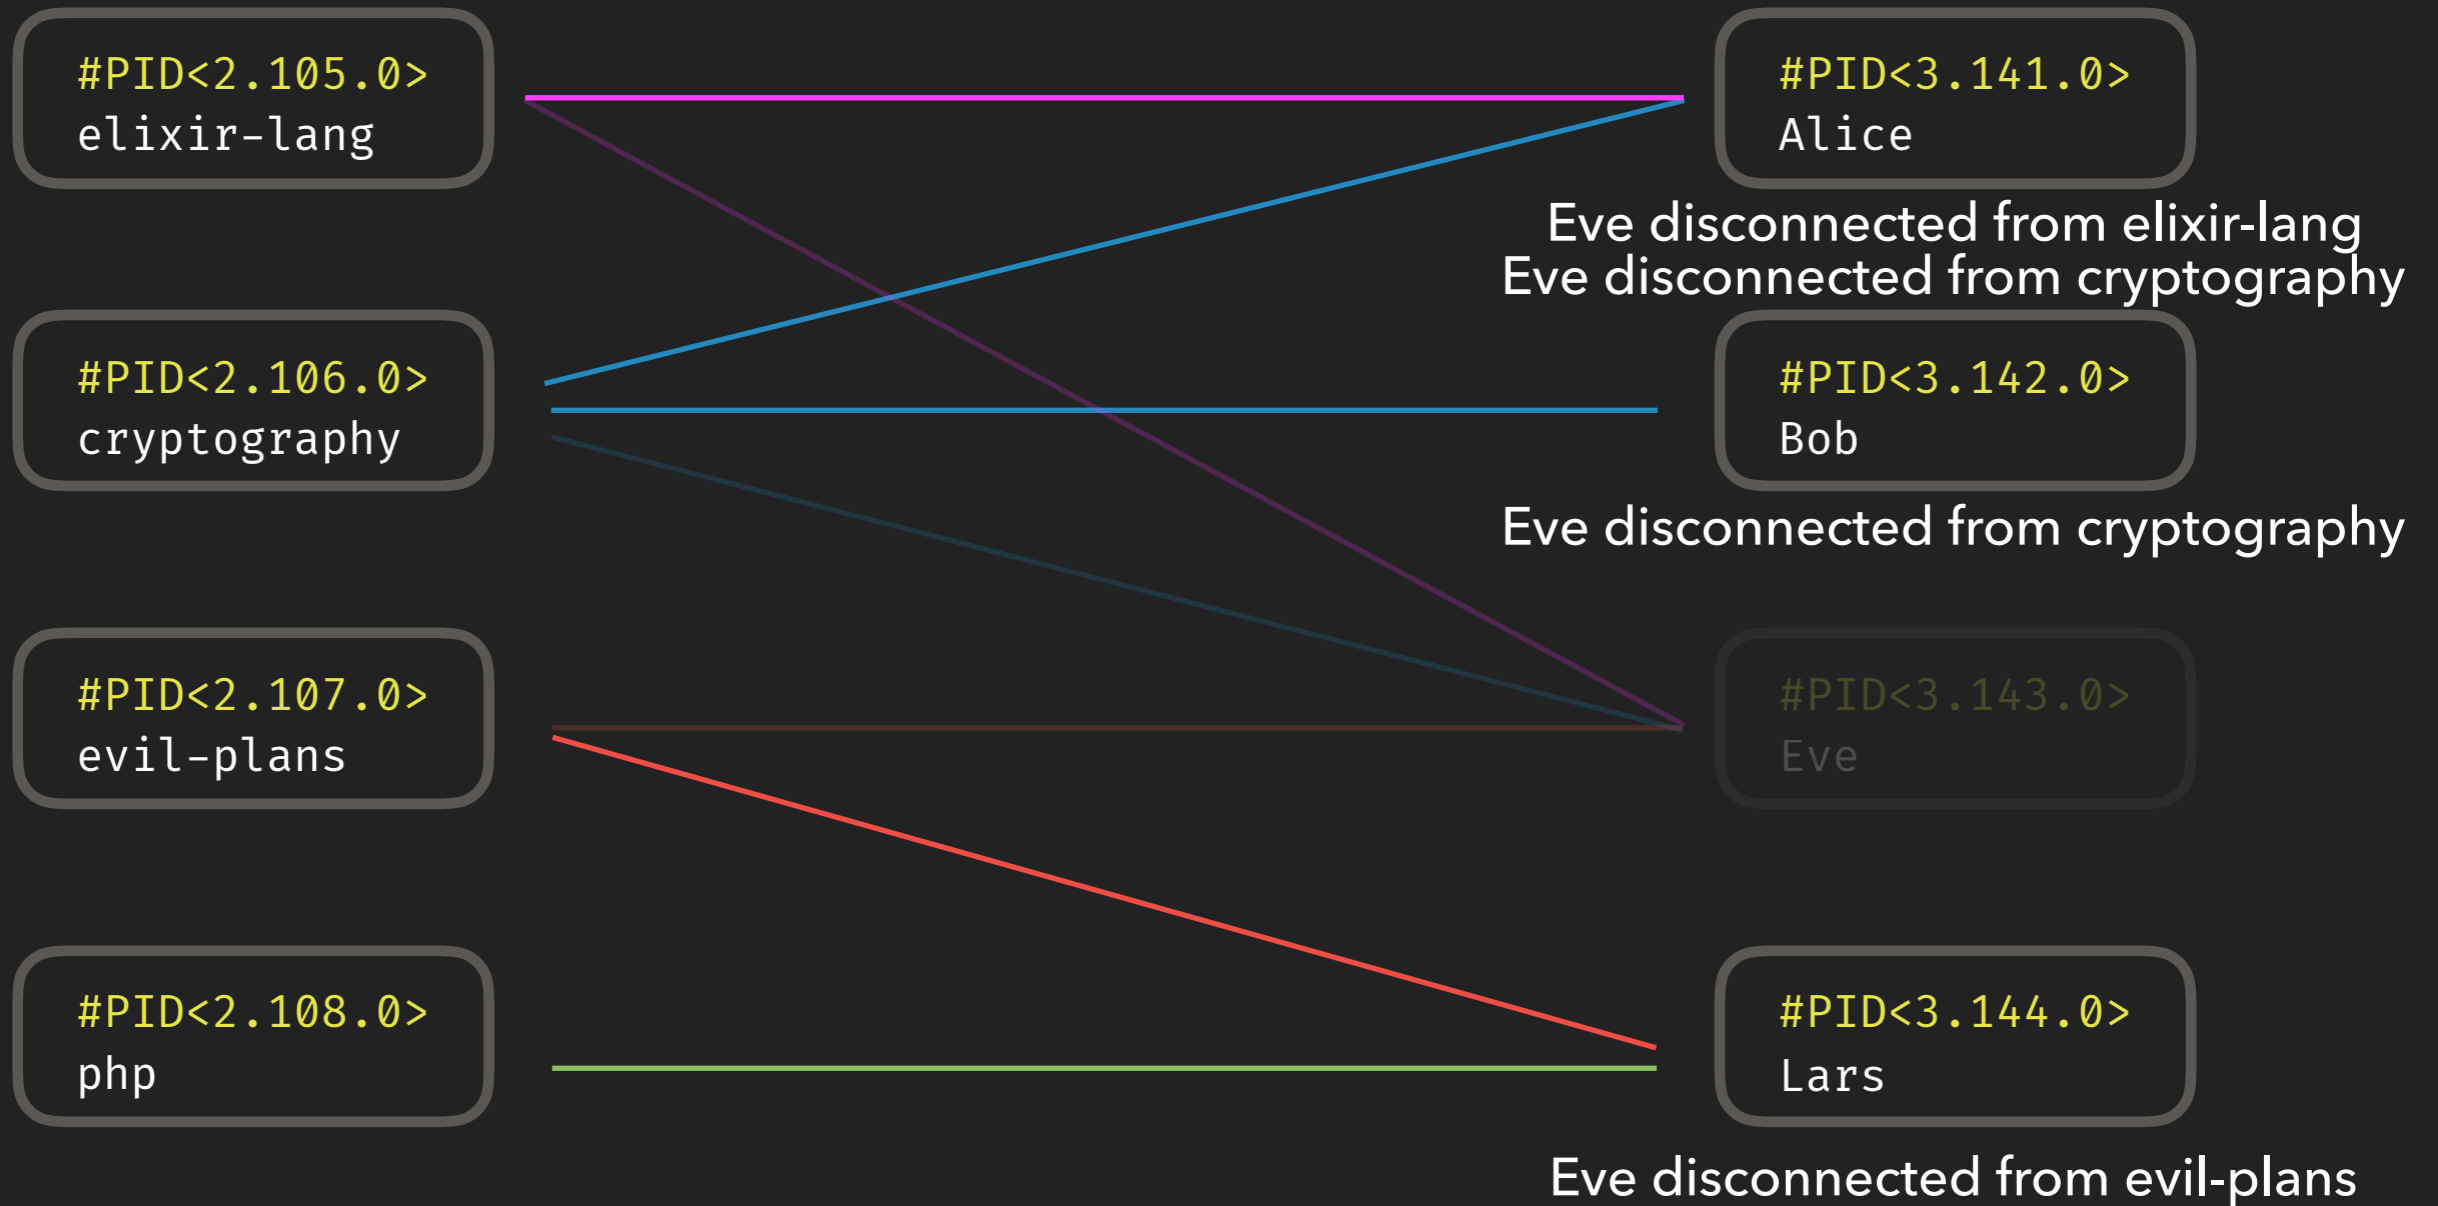 #PID<2.105.0>
elixir-lang
#PID<3.141.0>
Alice
Eve disconnected from elixir-lang
Eve disconnected from cryptography
#PID<2.106.0>
cryptography
#PID<3.142.0>
Bob
Eve disconnected from cryptography
#PID<2.107.0>
evil-plans
#PID<3.143.0>
Eve
#PID<2.108.0>
php
#PID<3.144.0>
Lars
Eve disconnected from evil-plans